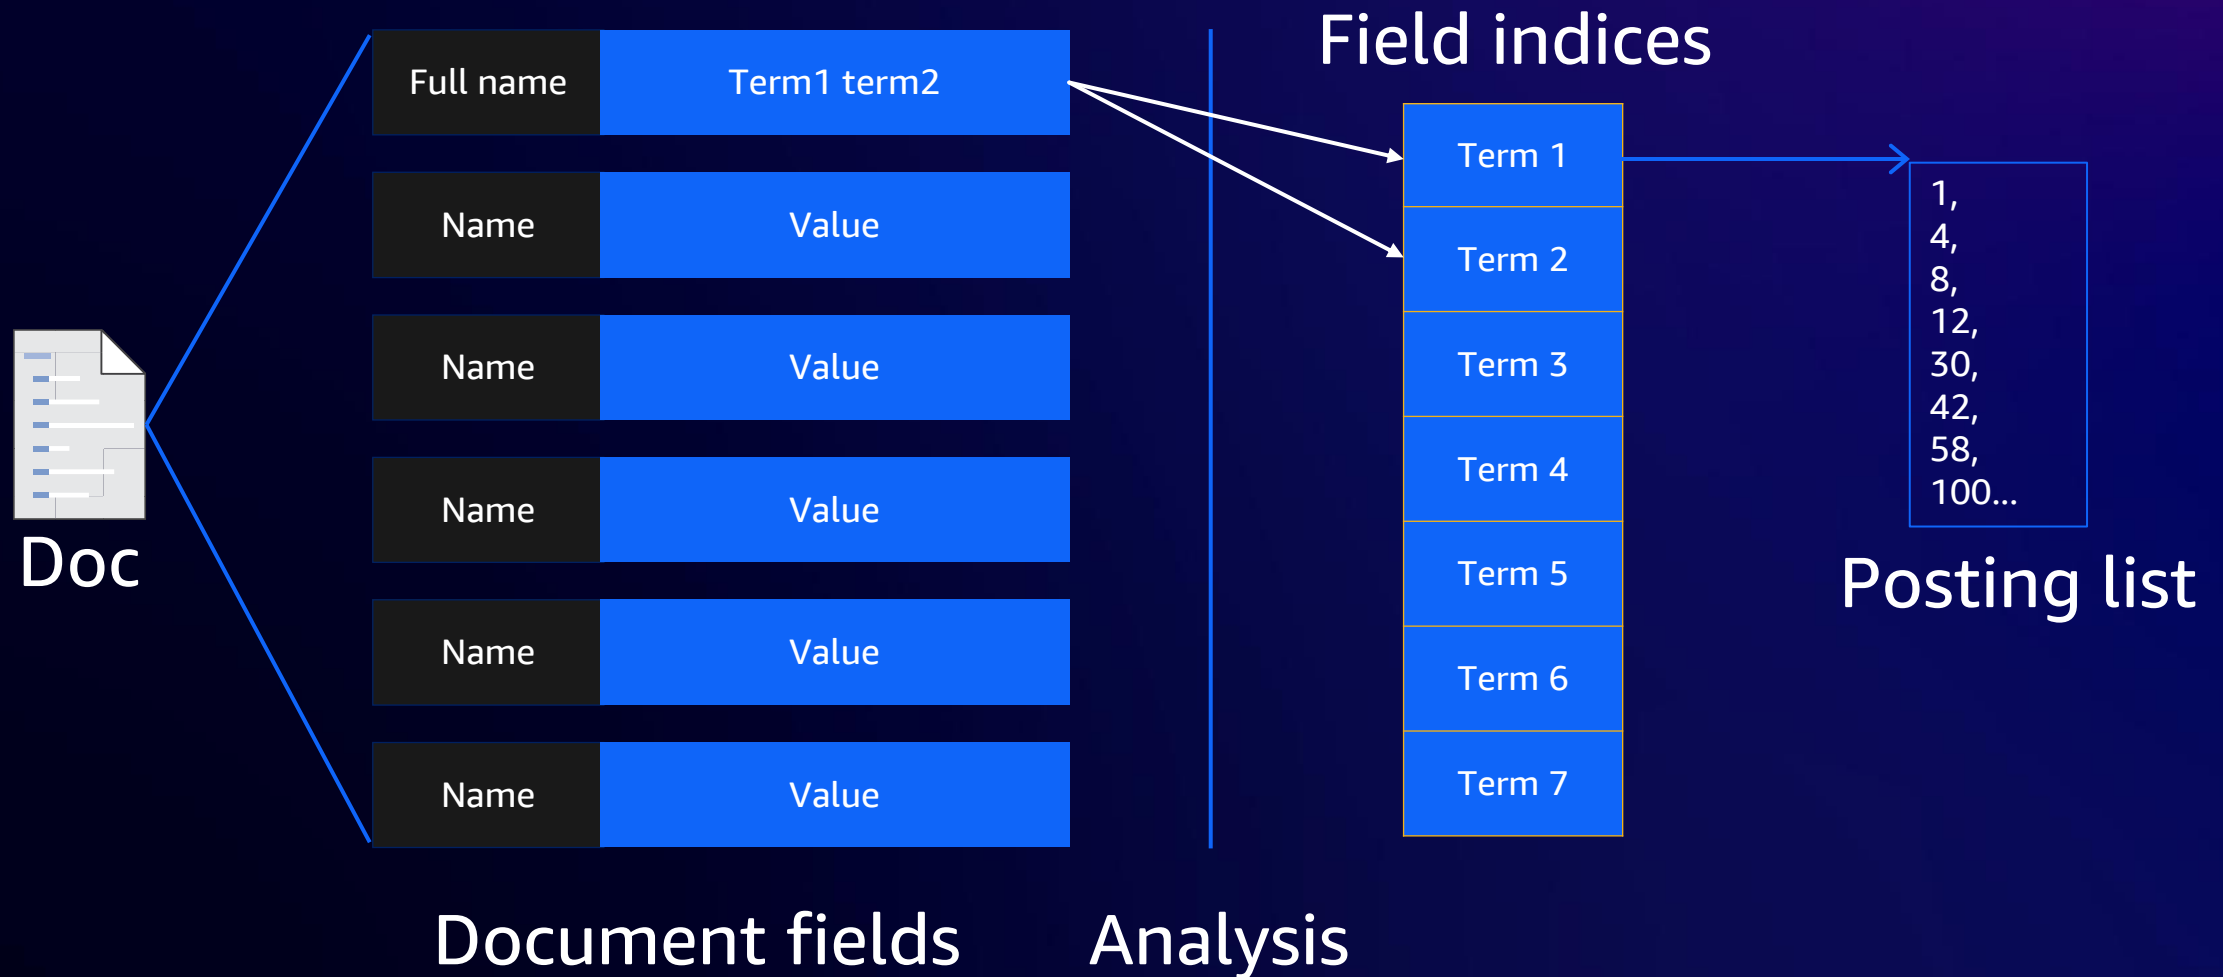 Field indices
Full name
Term1 term2
Name
Value
Name
Value
Name
Value
Name
Value
Name
Value
Doc
Term 1
Term 2
Term 3
Term 4
Term 5
Term 6
Term 7
1,
4,
8,
12,
30,
42,
58,
100...
Posting list
Document fields
Analysis